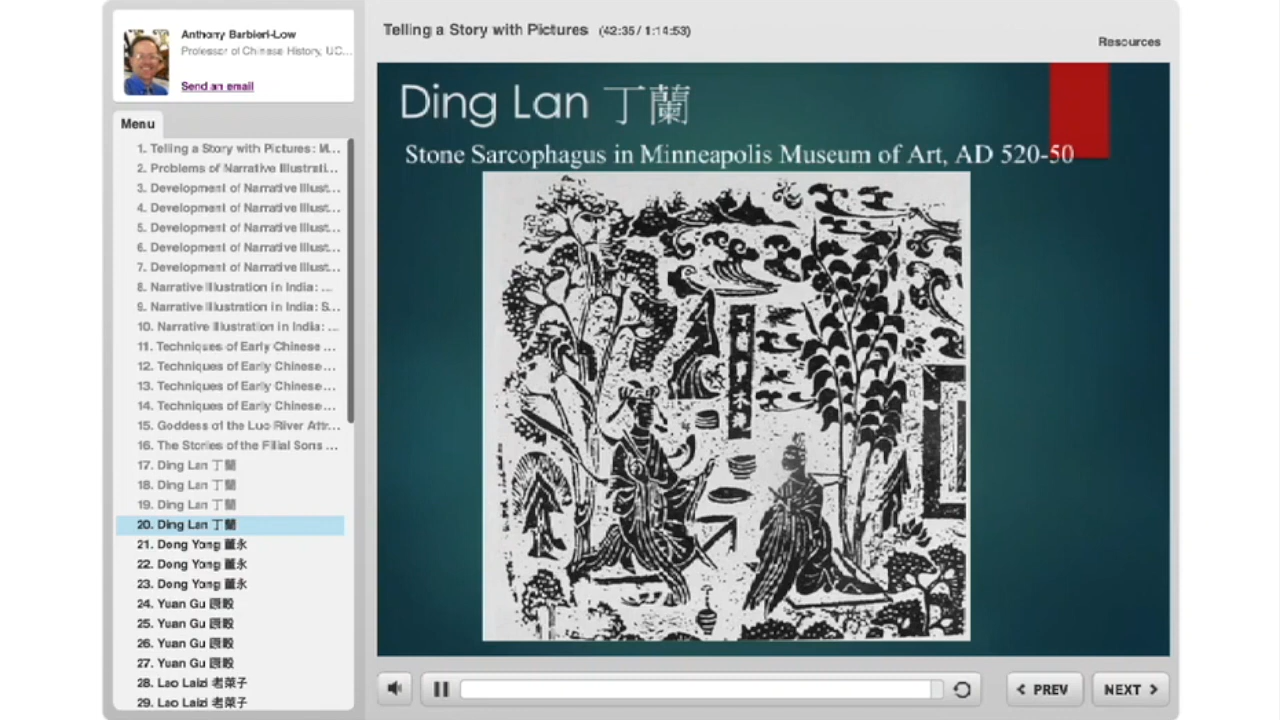 Anthony Barbieri-Low
Professor of Chinese History, UC...
Send an email
Telling a Story with Pictures (42:35 / 1:14:53)
Resources
Menu
1. Telling a Story with Pictures: M...
2. Problems of Narrative Illustrati...
3. Development of Narrative Illust...
4. Development of Narrative Illust...
5. Development of Narrative Illust...
6. Development of Narrative Illust...
7. Development of Narrative Illust...
8. Narrative Illustration in India: ...
9. Narrative Illustration in India: S...
10. Narrative Illustration in India: ...
11. Techniques of Early Chinese ...
12. Techniques of Early Chinese ...
13. Techniques of Early Chinese ...
14. Techniques of Early Chinese ...
15. Goddess of the Luo River Attr...
16. The Stories of the Filial Sons ...
17. Ding Lan 丁蘭
18. Ding Lan 丁蘭
19. Ding Lan 丁蘭
20. Ding Lan 丁蘭
21. Dong Yong 董永
22. Dong Yong 董永
23. Dong Yong 董永
24. Yuan Gu 原穀
25. Yuan Gu 原穀
26. Yuan Gu 原穀
27. Yuan Gu 原穀
28. Lao Laizi 老萊子
29. Lao Laizi 老萊子
Ding Lan 丁蘭
Stone Sarcophagus in Minneapolis Museum of Art, AD 520-50
PREV
NEXT